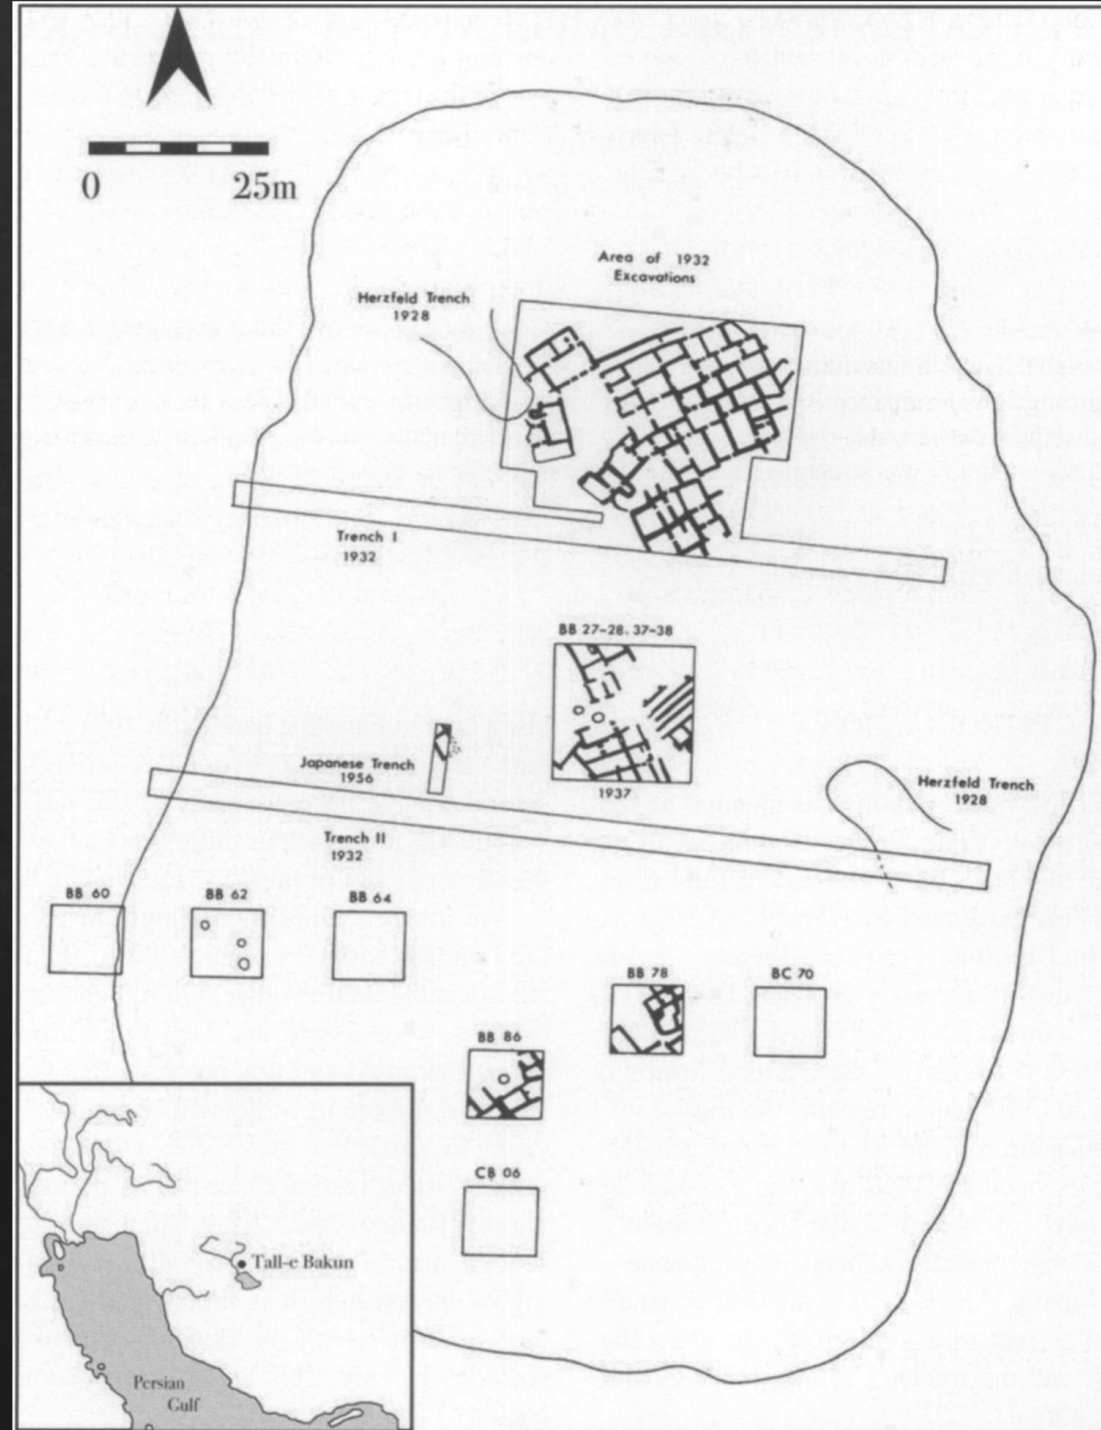 0 25m
Area of 1932
Excavations
Herzfeld Trench
1928
Trench I
1932
BB 27-28. 37-38
1937
Japanese Trench
1956
Herzfeld Trench
1928
Trench II
1932
BB 60
BB 62
BB 64
BB 78
BC 70
BB 86
CB 06
Tall-e Bakun
Persian
Gulf